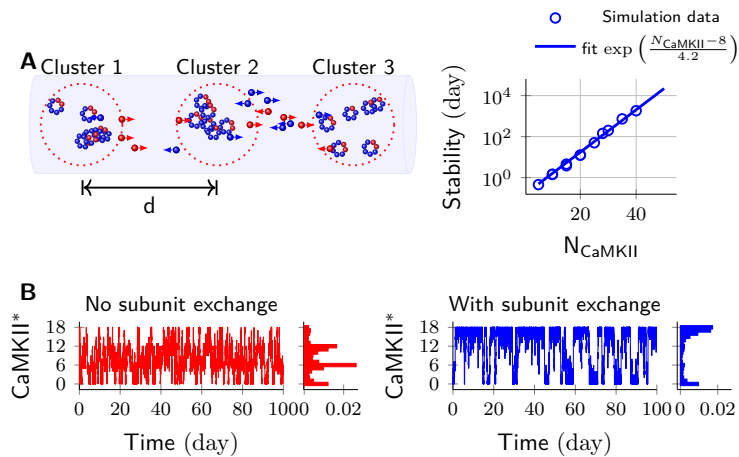 A
Cluster 1
Cluster 2
Cluster 3
d
Simulation data
fit exp (N_CaMKII−8 / 4.2)
Stability (day)
10^4
10^2
10^0
20
40
N_CaMKII
B
No subunit exchange
CaMKII*
18
12
6
0
0
20
40
60
80
100
0.02
Time (day)
With subunit exchange
CaMKII*
18
12
6
0
0
20
40
60
80
100
0
0.02
Time (day)